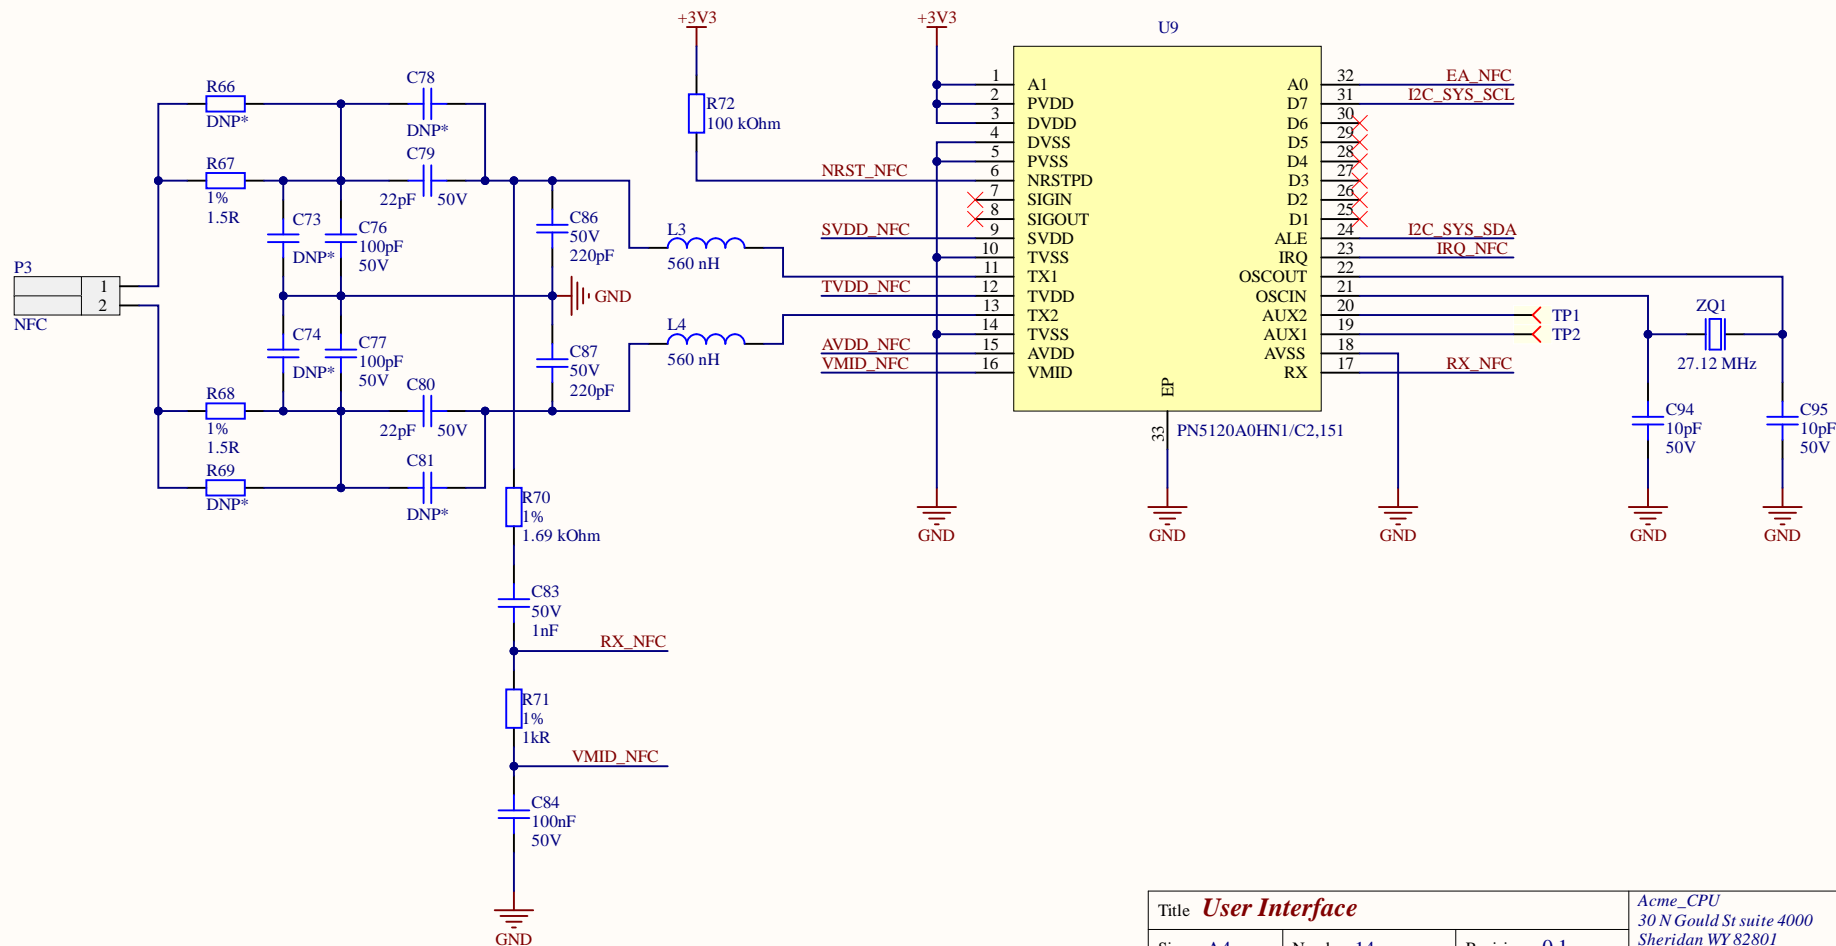 +3V3
+3V3
U9
R66
DNP*
C78
DNP*
R67
1%
1.5R
C79
22pF 50V
C73
DNP*
C76
100pF
50V
P3
1
2
NFC
C74
DNP*
C77
100pF
50V
R68
1%
1.5R
C80
22pF 50V
R69
DNP*
C81
DNP*
C86
50V
220pF
GND
C87
50V
220pF
L3
560 nH
L4
560 nH
R72
100 kOhm
NRST_NFC
SVDD_NFC
TVDD_NFC
AVDD_NFC
VMID_NFC
1 A1
2 PVDD
3 DVDD
4 DVSS
5 PVSS
6 NRSTPD
7 SIGIN
8 SIGOUT
9 SVDD
10 TVSS
11 TX1
12 TVDD
13 TX2
14 TVSS
15 AVDD
16 VMID
A0 32 EA_NFC
D7 31 I2C_SYS_SCL
D6 30
D5 29
D4 28
D3 27
D2 26
D1 25
ALE 24 I2C_SYS_SDA
IRQ 23 IRQ_NFC
OSCOUT 22
OSCIN 21
AUX2 20 TP1
AUX1 19 TP2
AVSS 18
RX 17 RX_NFC
EP
33
PN5120A0HN1/C2,151
ZQ1
27.12 MHz
C94
10pF
50V
C95
10pF
50V
GND
GND
GND
GND
GND
R70
1%
1.69 kOhm
C83
50V
1nF
RX_NFC
R71
1%
1kR
VMID_NFC
C84
100nF
50V
GND
Title User Interface
Acme_CPU
30 N Gould St suite 4000
Sheridan WY 82801